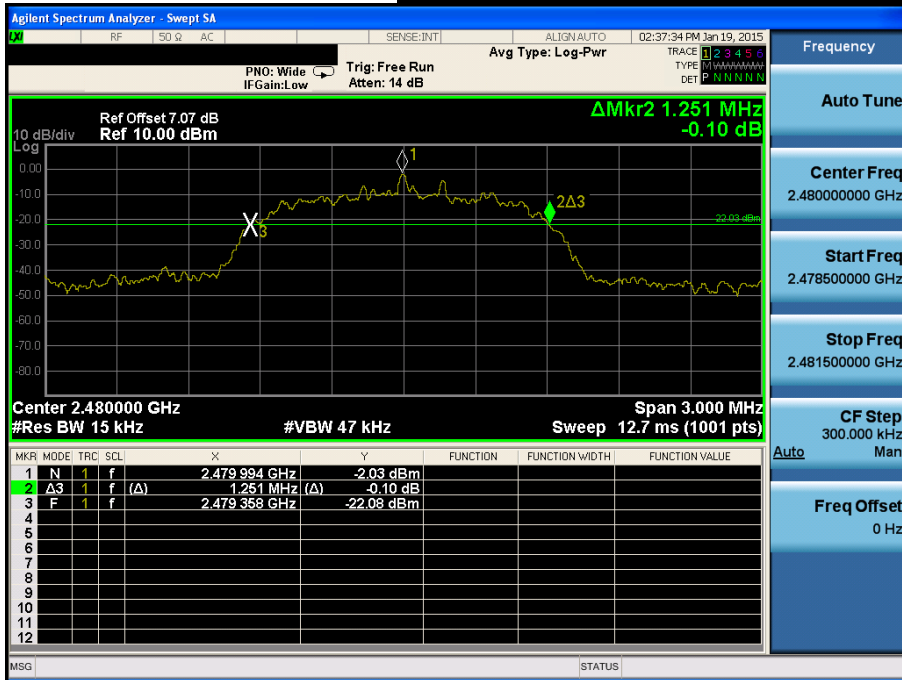 Agilent Spectrum Analyzer - Swept SA
LXI RF 50 Ω AC SENSE:INT ALIGN AUTO 02:37:34 PM Jan 19, 2015
Frequency
Avg Type: Log-Pwr
TRACE 1 2 3 4 5 6
PNO: Wide Trig: Free Run
TYPE MWWWWW
IFGain:Low Atten: 14 dB
DET P N N N N N
Auto Tune
ΔMkr2 1.251 MHz
-0.10 dB
Ref Offset 7.07 dB
10 dB/div Ref 10.00 dBm
Log
1
0.00
-10.0
2Δ3
-20.0
-22.03 dBm
3
-30.0
-40.0
-50.0
-60.0
-70.0
-80.0
Center Freq
2.480000000 GHz
Start Freq
2.478500000 GHz
Stop Freq
2.481500000 GHz
Center 2.480000 GHz Span 3.000 MHz
#Res BW 15 kHz #VBW 47 kHz Sweep 12.7 ms (1001 pts)
CF Step
300.000 kHz
Auto Man
MKR MODE TRC SCL X Y FUNCTION FUNCTION WIDTH FUNCTION VALUE
1 N 1 f 2.479 994 GHz -2.03 dBm
2 Δ3 1 f (Δ) 1.251 MHz (Δ) -0.10 dB
3 F 1 f 2.479 358 GHz -22.08 dBm
4
5
6
7
8
9
10
11
12
Freq Offset
0 Hz
MSG STATUS